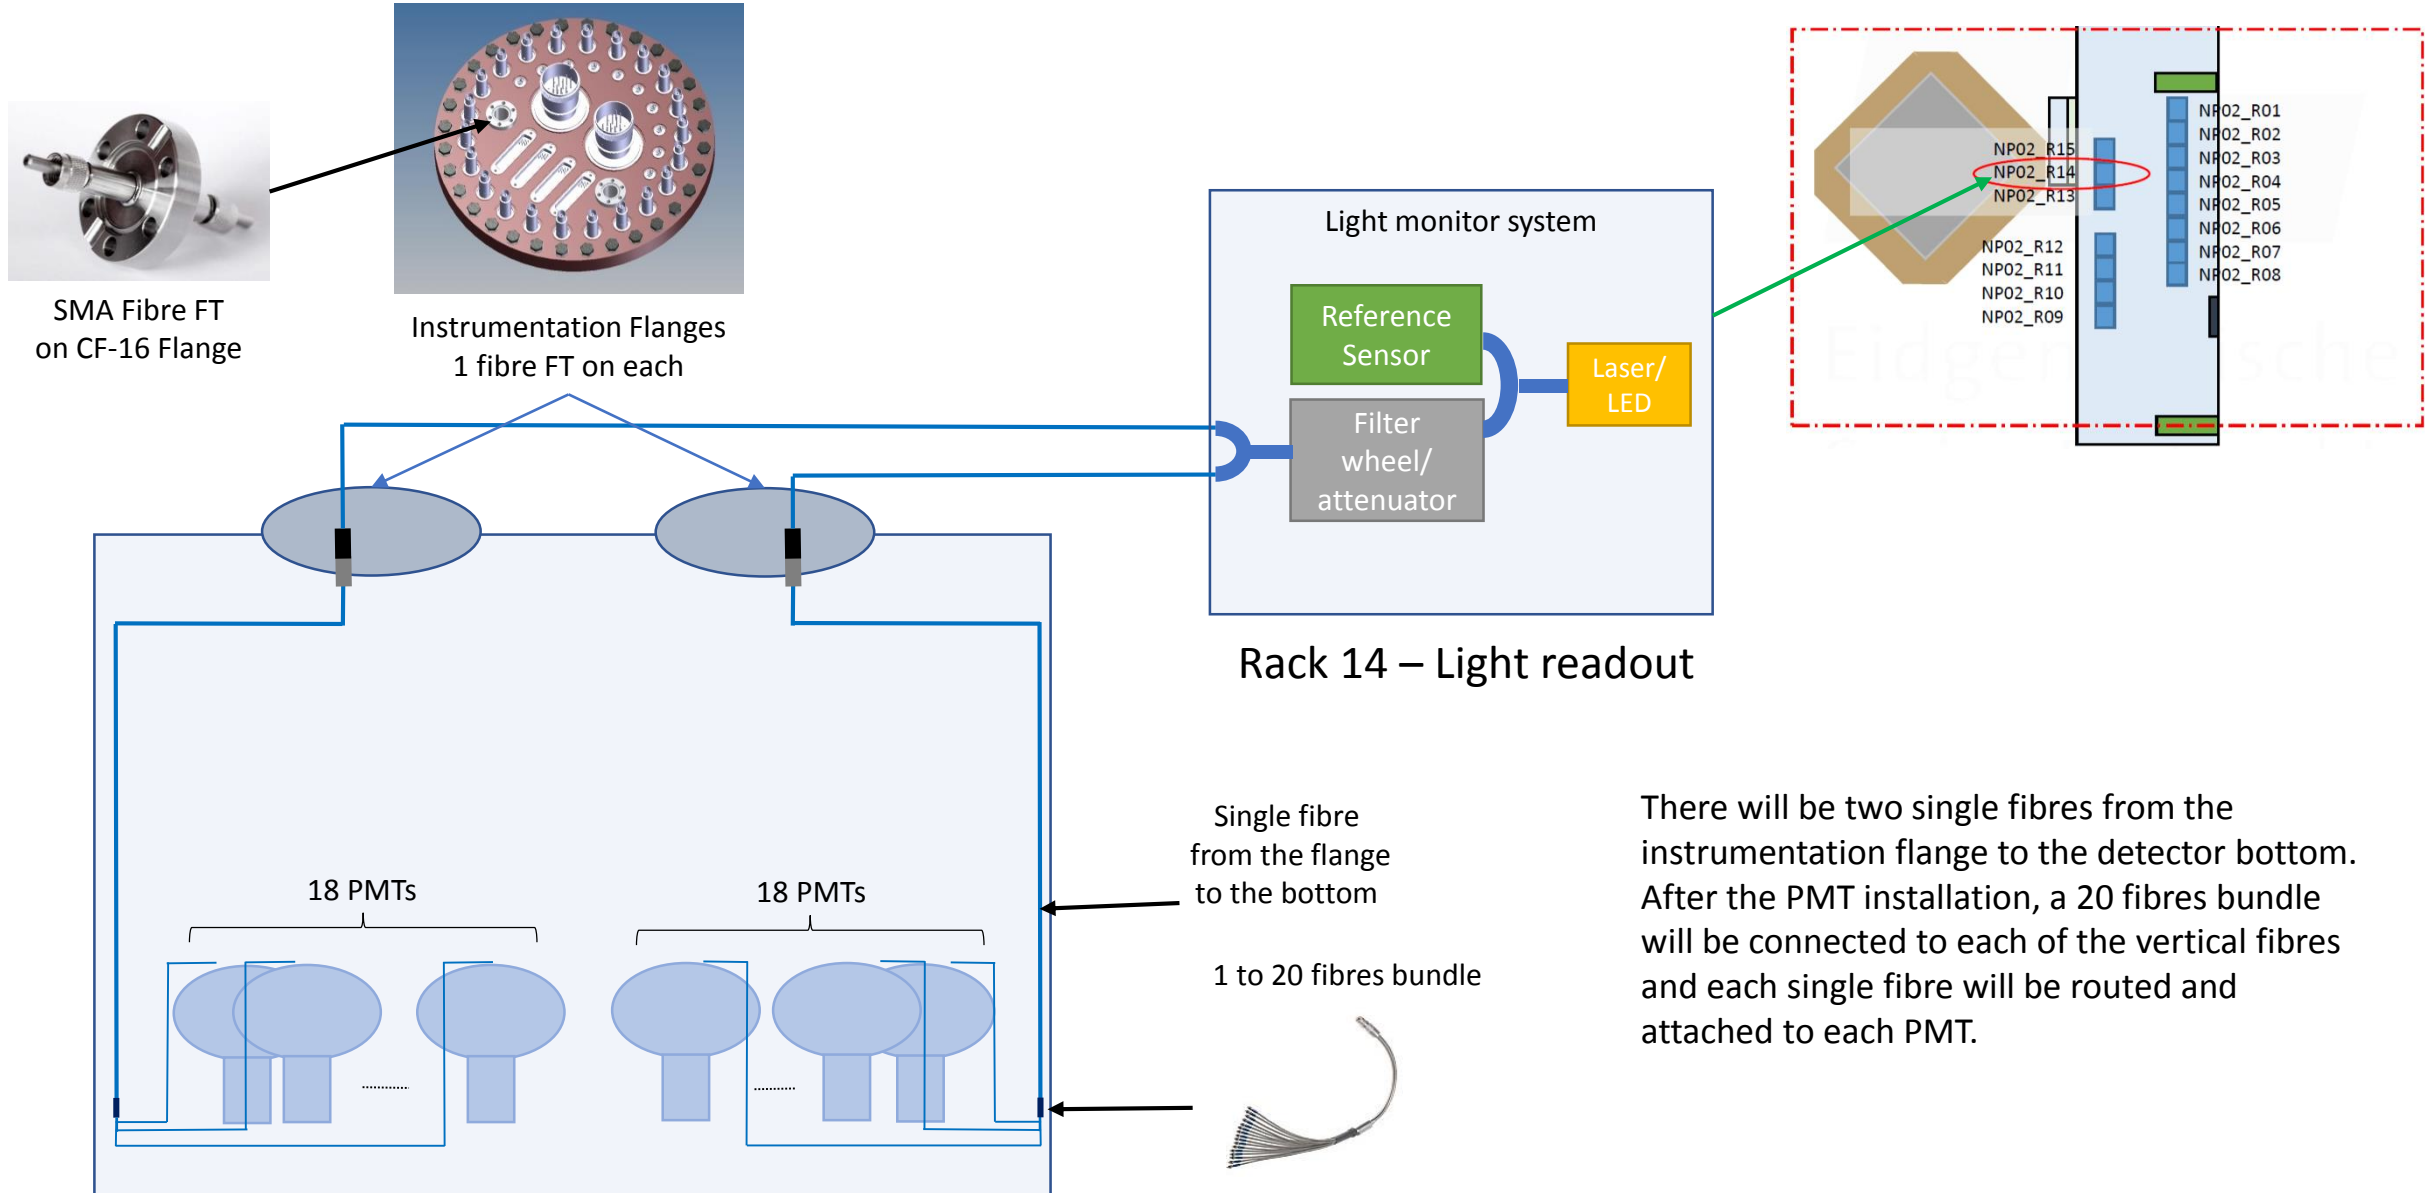 SMA Fibre FT
on CF-16 Flange
Instrumentation Flanges
1 fibre FT on each
Light monitor system
Reference
Sensor
Filter
wheel/
attenuator
Laser/
LED
Rack 14 – Light readout
NP02_R15
NP02_R14
NP02_R13
NP02_R12
NP02_R11
NP02_R10
NP02_R09
NP02_R01
NP02_R02
NP02_R03
NP02_R04
NP02_R05
NP02_R06
NP02_R07
NP02_R08
18 PMTs
18 PMTs
Single fibre
from the flange
to the bottom
1 to 20 fibres bundle
There will be two single fibres from the
instrumentation flange to the detector bottom.
After the PMT installation, a 20 fibres bundle
will be connected to each of the vertical fibres
and each single fibre will be routed and
attached to each PMT.